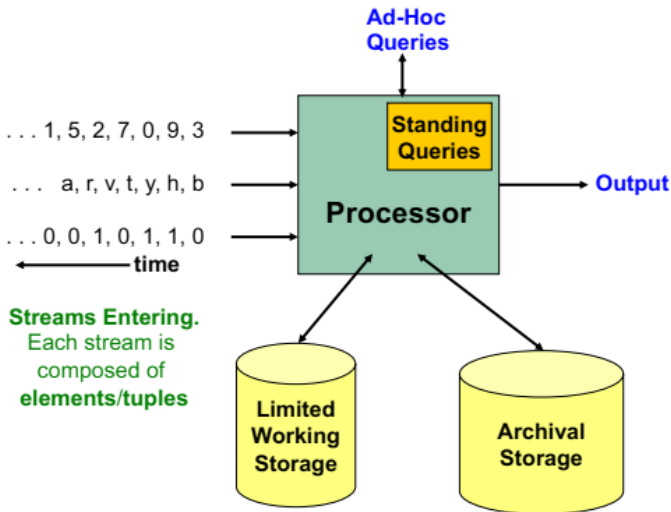 Ad-Hoc
Queries
. . . 1, 5, 2, 7, 0, 9, 3
Standing
Queries
. . . a, r, v, t, y, h, b
Output
Processor
. . . 0, 0, 1, 0, 1, 1, 0
time
Streams Entering.
Each stream is
composed of
elements/tuples
Limited
Working
Storage
Archival
Storage